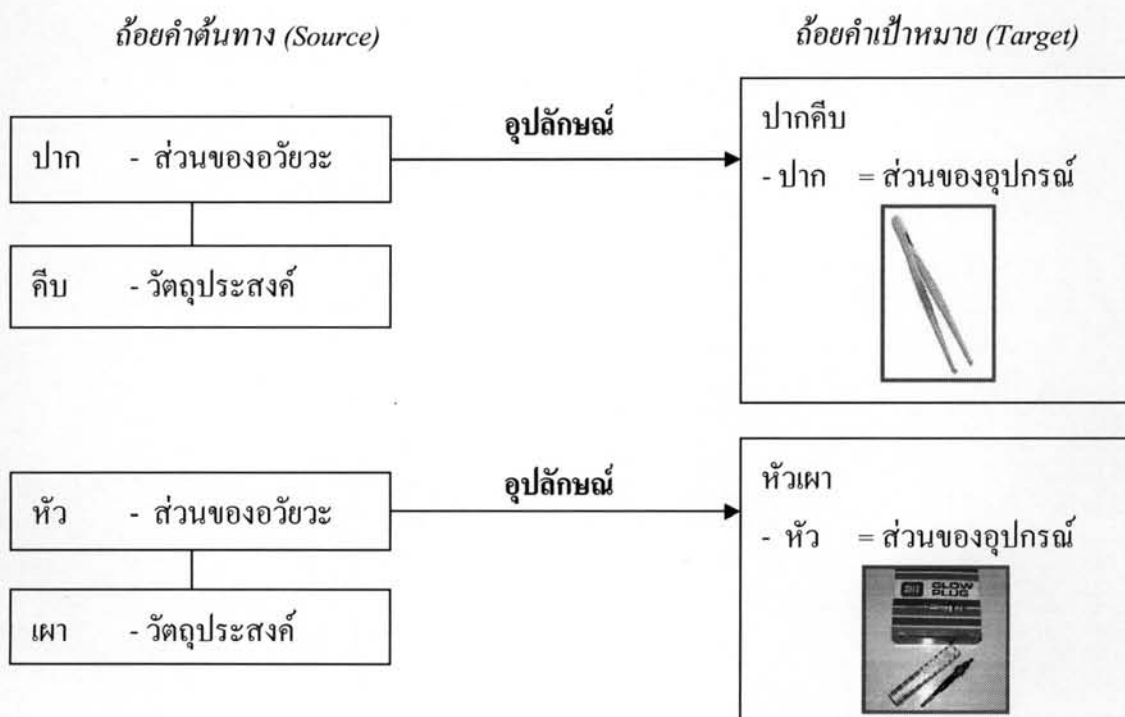 ถ้อยคำต้นทาง (Source)
ถ้อยคำเป้าหมาย (Target)
ปาก - ส่วนของอวัยวะ
คีบ - วัตถุประสงค์
อุปลักษณ์
ปากคีบ
- ปาก = ส่วนของอุปกรณ์
หัว - ส่วนของอวัยวะ
เผา - วัตถุประสงค์
อุปลักษณ์
หัวเผา
- หัว = ส่วนของอุปกรณ์
GLOW
PLUG